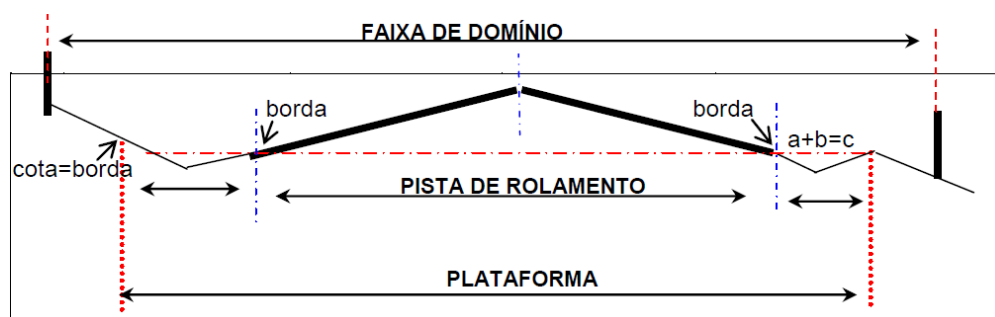 FAIXA DE DOMÍNIO
borda
borda
a+b=c
cota=borda
PISTA DE ROLAMENTO
PLATAFORMA